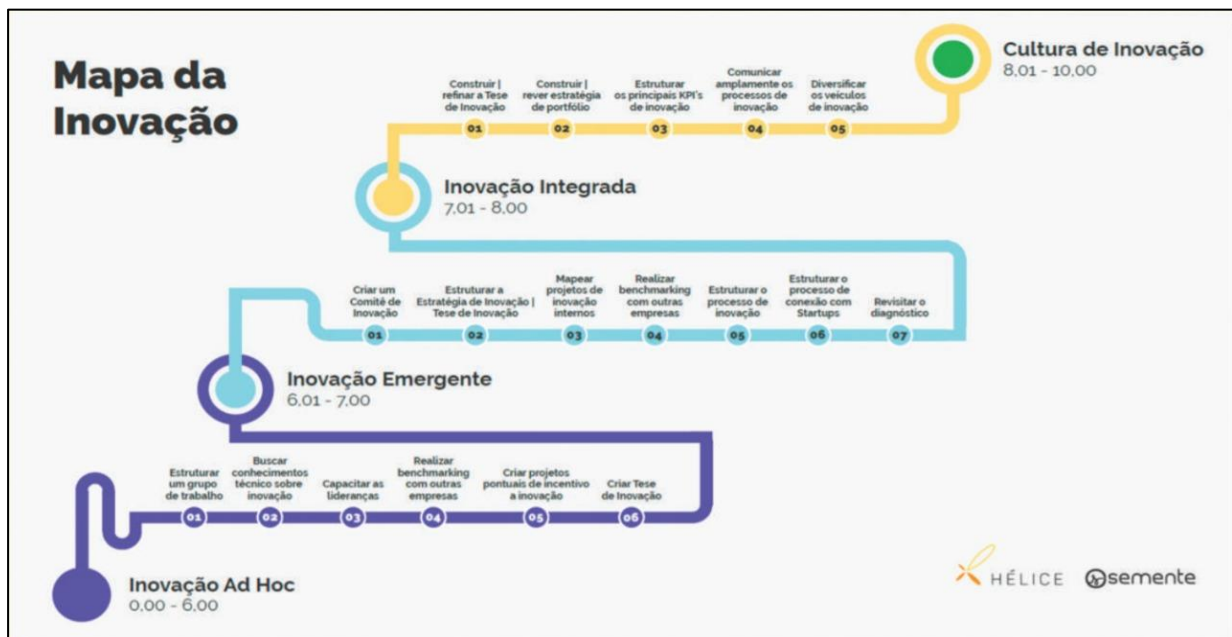 Mapa da
Inovação
Cultura de Inovação
8,01 - 10,00
Construir |
refinar a Tese
de Inovação
01
Construir |
rever estratégia
de portfólio
02
Estruturar
os principais KPI's
de inovação
03
Comunicar
amplamente os
processos de
inovação
04
Diversificar
os veículos
de inovação
05
Inovação Integrada
7,01 - 8,00
Criar um
Comitê de
Inovação
01
Estruturar a
Estratégia de Inovação |
Tese de Inovação
02
Mapear
projetos de
inovação
internos
03
Realizar
benchmarking
com outras
empresas
04
Estruturar o
processo de
inovação
05
Estruturar o
processo de
conexão com
Startups
06
Revisitar o
diagnóstico
07
Inovação Emergente
6,01 - 7,00
Estruturar
um grupo
de trabalho
01
Buscar
conhecimentos
técnico sobre
inovação
02
Capacitar as
lideranças
03
Realizar
benchmarking
com outras
empresas
04
Criar projetos
pontuais de incentivo
a inovação
05
Criar Tese
de Inovação
06
Inovação Ad Hoc
0,00 - 6,00
HÉLICE
semente